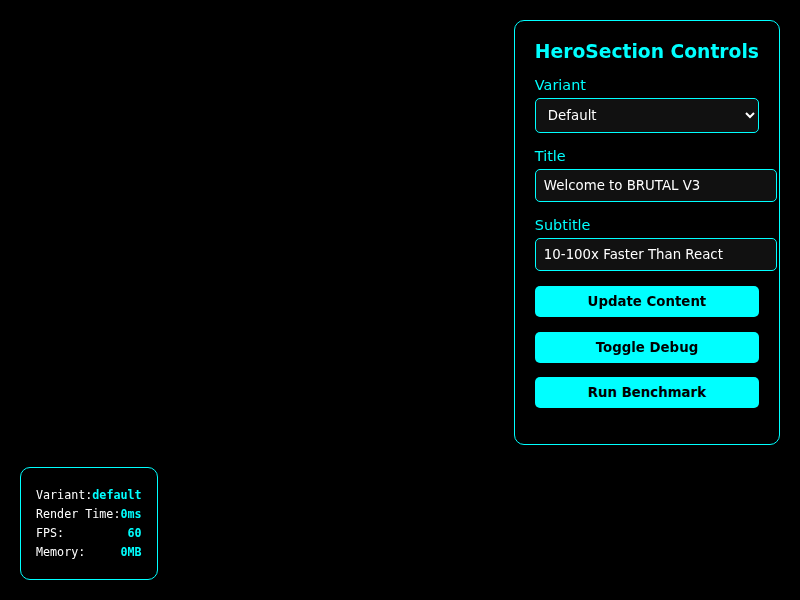 HeroSection Controls
Variant
Default
Title
Welcome to BRUTAL V3
Subtitle
10-100x Faster Than React
Update Content
Toggle Debug
Run Benchmark
Variant:default
Render Time:0ms
FPS: 60
Memory: 0MB